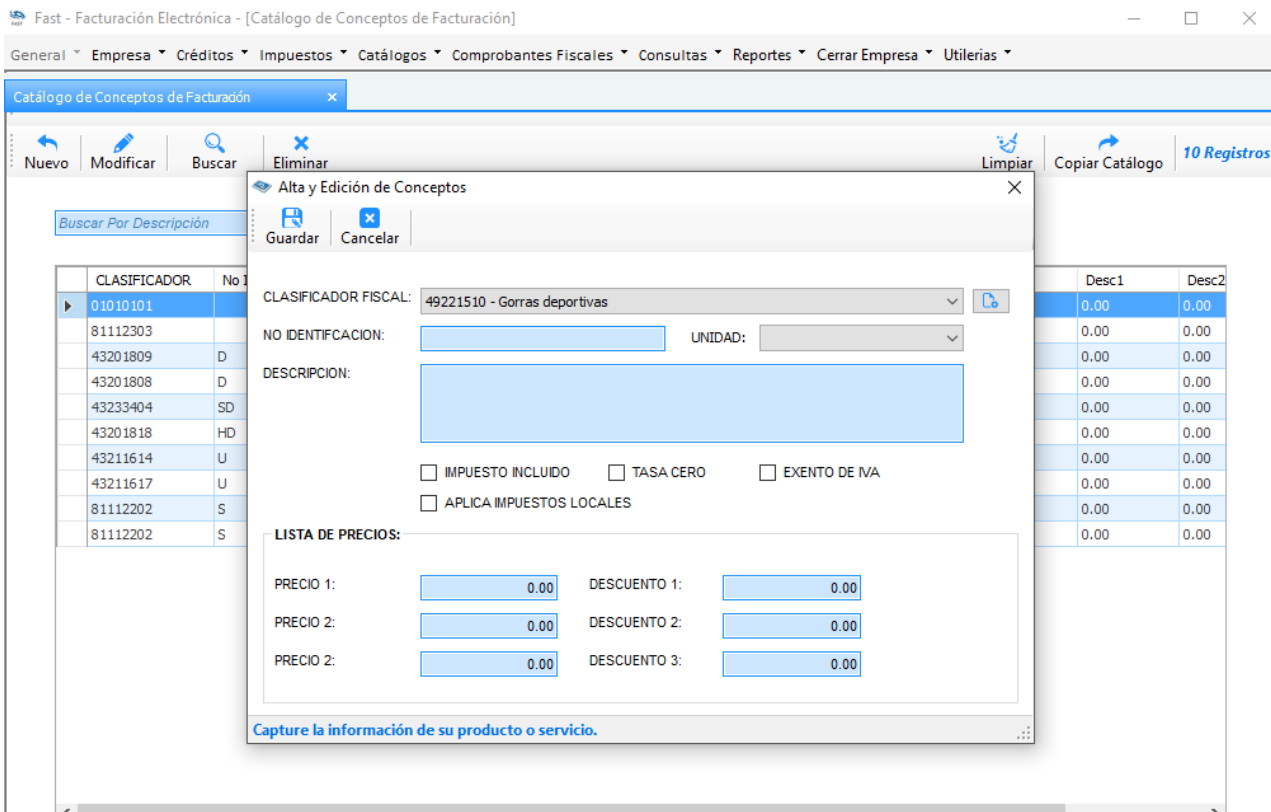 Fast - Facturación Electrónica - [Catálogo de Conceptos de Facturación]
General Empresa Créditos Impuestos Catálogos Comprobantes Fiscales Consultas Reportes Cerrar Empresa Utilerias
Catálogo de Conceptos de Facturación
Nuevo Modificar Buscar Eliminar Limpiar Copiar Catálogo 10 Registros
Buscar Por Descripción
CLASIFICADOR No Desc1 Desc2
01010101 0.00 0.00
81112303 0.00 0.00
43201809 D 0.00 0.00
43201808 D 0.00 0.00
43233404 SD 0.00 0.00
43201818 HD 0.00 0.00
43211614 U 0.00 0.00
43211617 U 0.00 0.00
81112202 S 0.00 0.00
81112202 S 0.00 0.00
Alta y Edición de Conceptos
Guardar Cancelar
CLASIFICADOR FISCAL: 49221510 - Gorras deportivas
NO IDENTIFCACION: UNIDAD:
DESCRIPCION:
IMPUESTO INCLUIDO TASA CERO EXENTO DE IVA
APLICA IMPUESTOS LOCALES
LISTA DE PRECIOS:
PRECIO 1: 0.00 DESCUENTO 1: 0.00
PRECIO 2: 0.00 DESCUENTO 2: 0.00
PRECIO 2: 0.00 DESCUENTO 3: 0.00
Capture la información de su producto o servicio.